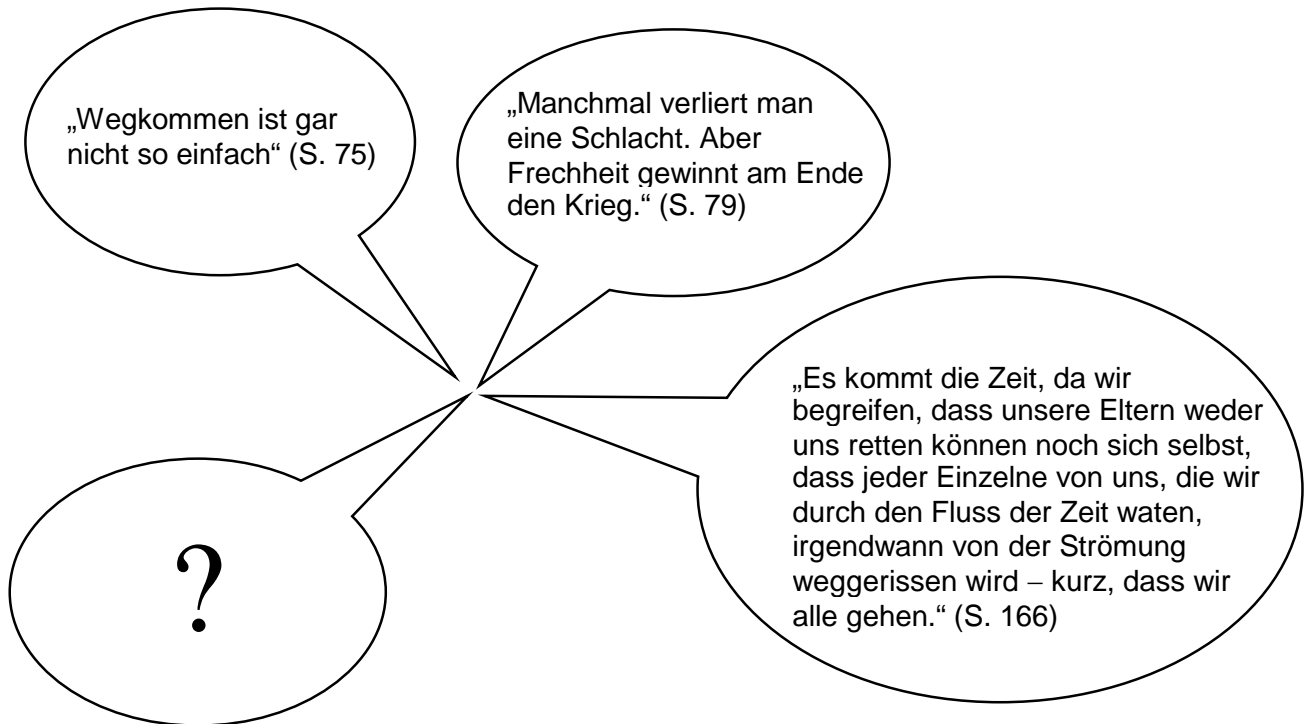 „Wegkommen ist gar
nicht so einfach“ (S. 75)
„Manchmal verliert man
eine Schlacht. Aber
Frechheit gewinnt am Ende
den Krieg.“ (S. 79)
„Es kommt die Zeit, da wir
begreifen, dass unsere Eltern weder
uns retten können noch sich selbst,
dass jeder Einzelne von uns, die wir
durch den Fluss der Zeit waten,
irgendwann von der Strömung
weggerissen wird – kurz, dass wir
alle gehen.“ (S. 166)
?